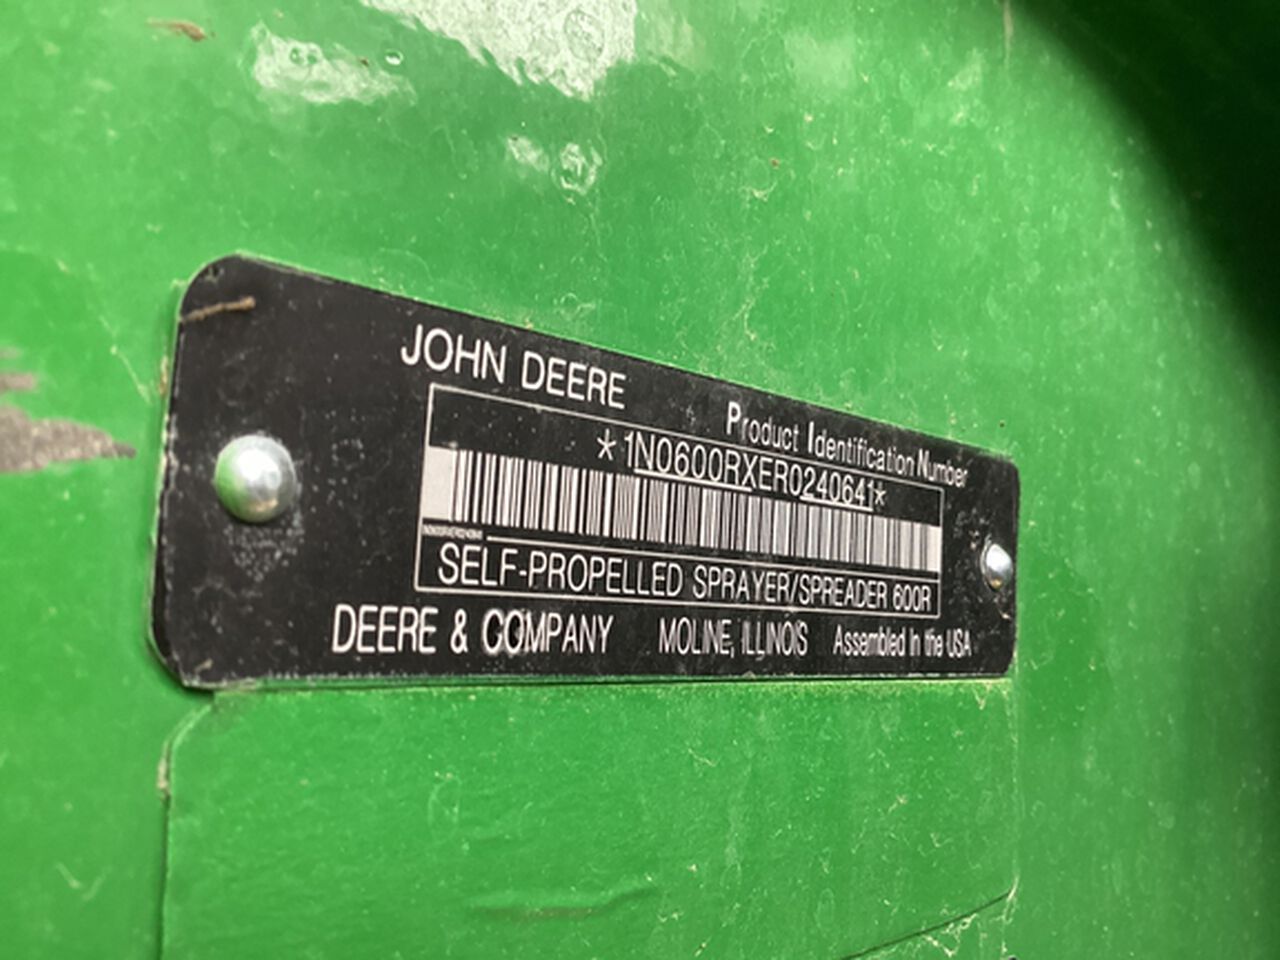 JOHN DEERE
Product Identification Number
*1N0600RXER0240641*
SELF-PROPELLED SPRAYER/SPREADER 600R
DEERE & COMPANY MOLINE, ILLINOIS Assembled in the USA